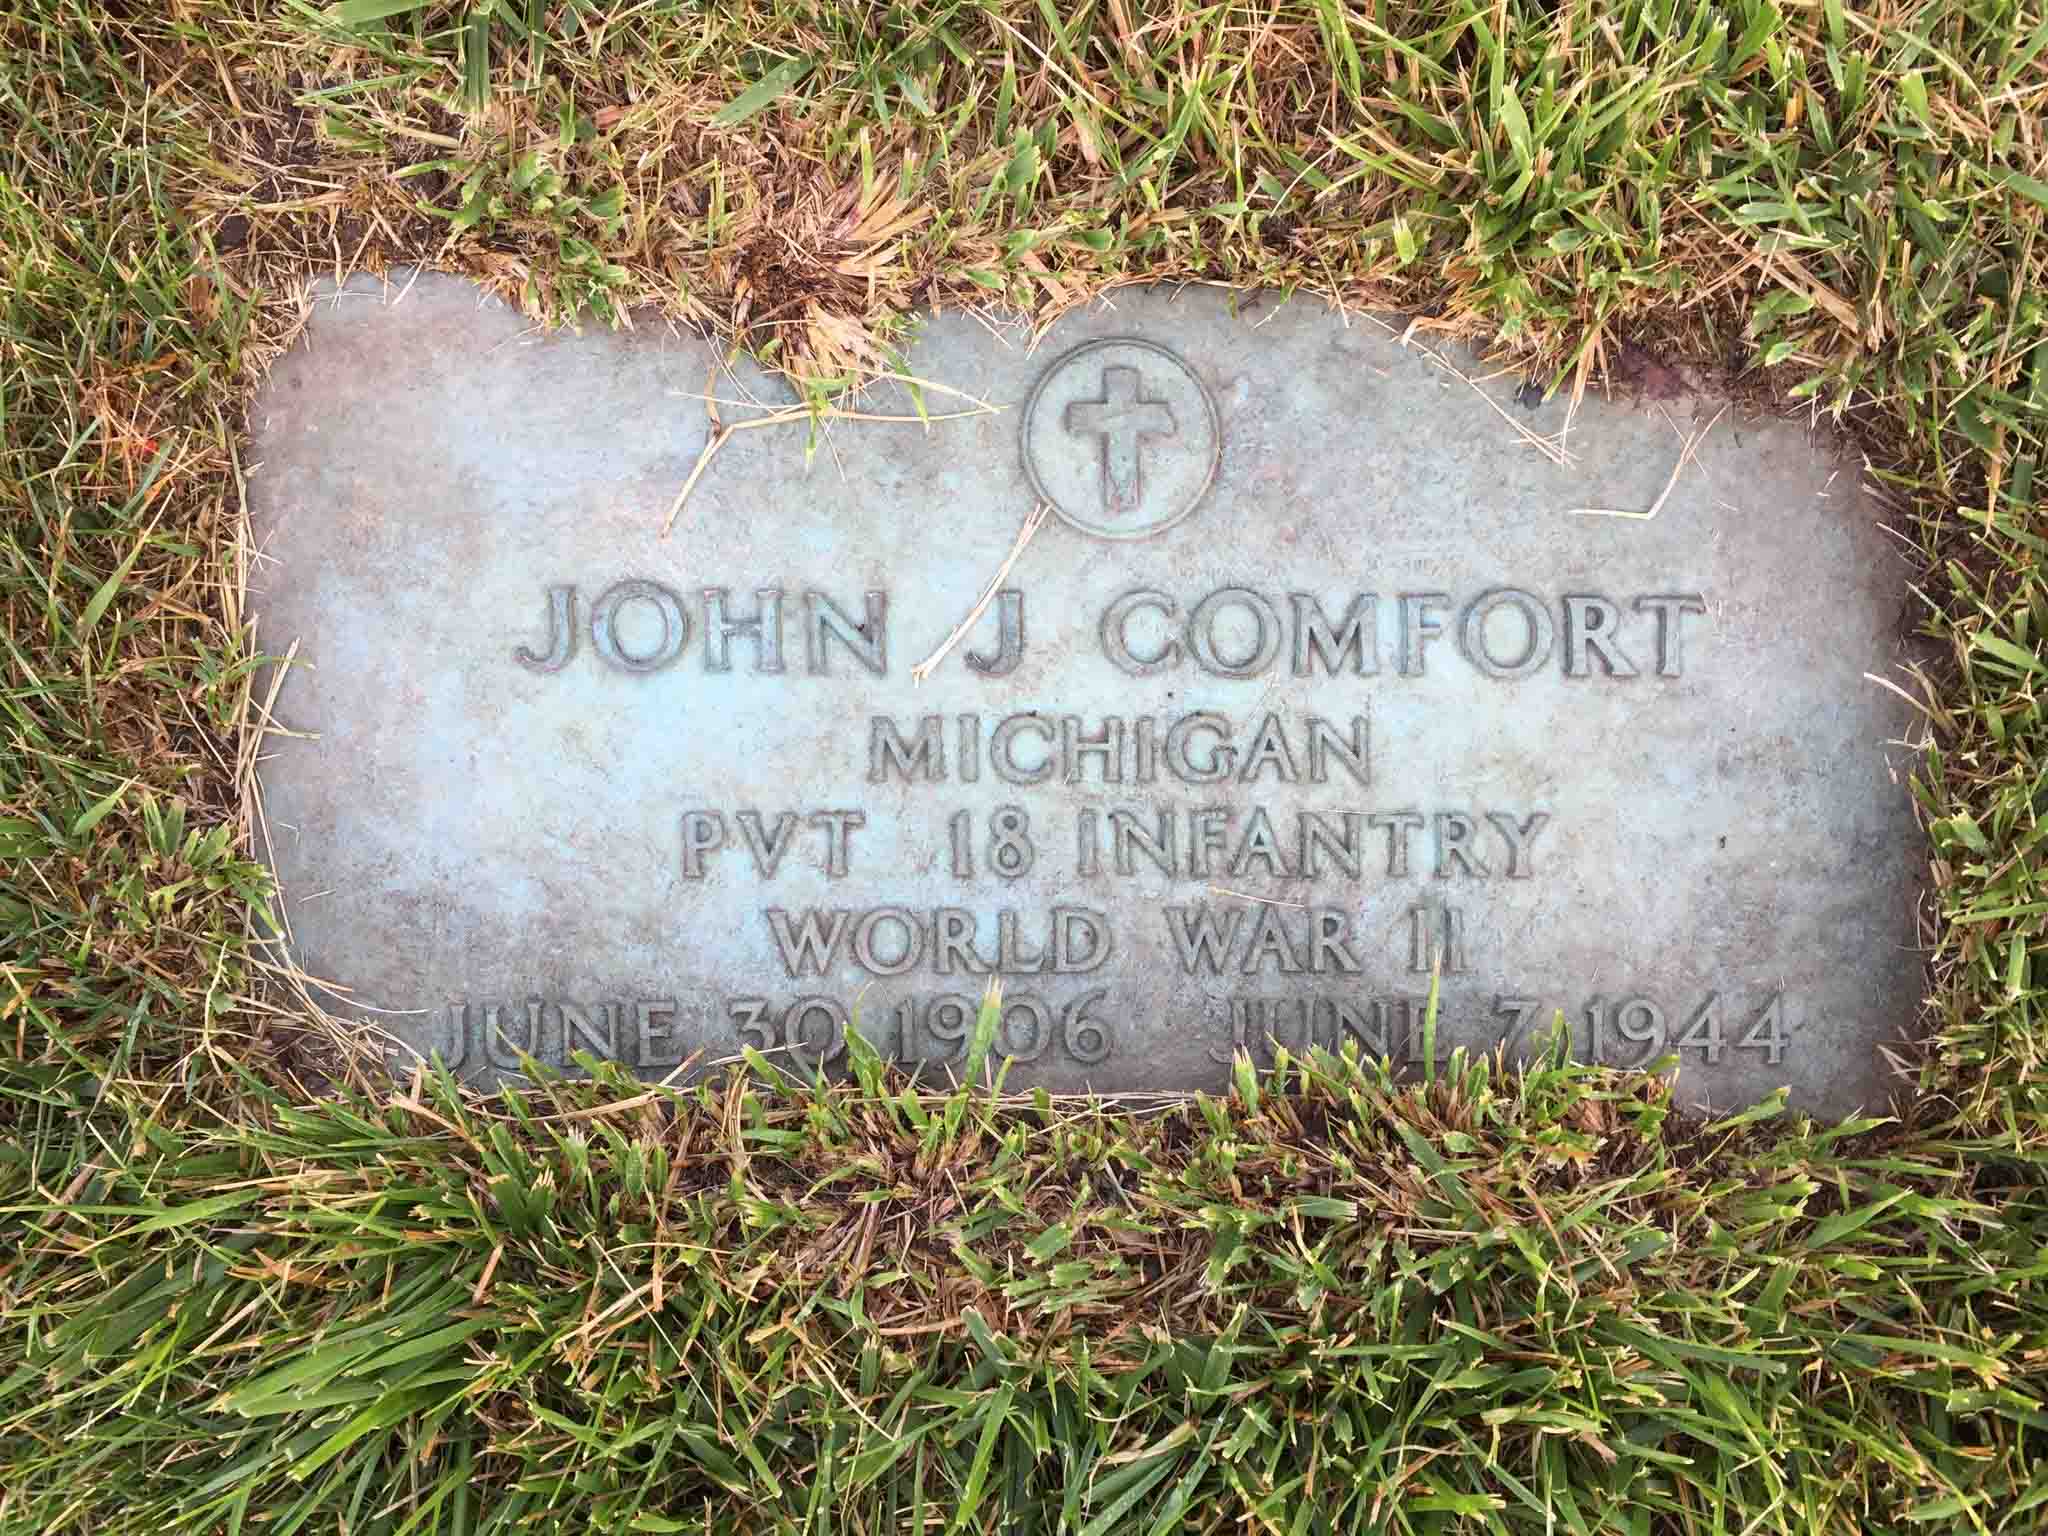 JOHN J COMFORT
MICHIGAN
PVT 18 INFANTRY
WORLD WAR II
JUNE 30 1906 JUNE 7 1944